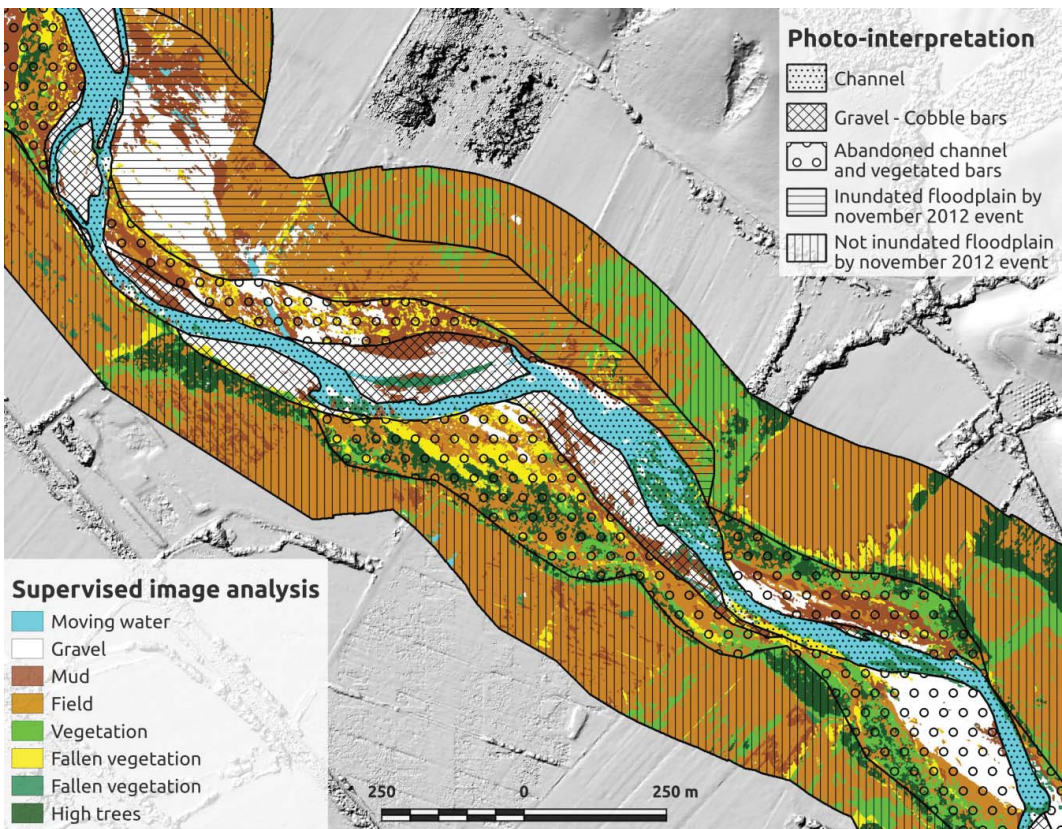 Photo-interpretation
Channel
Gravel - Cobble bars
Abandoned channel
and vegetated bars
Inundated floodplain by
november 2012 event
Not inundated floodplain
by november 2012 event
Supervised image analysis
Moving water
Gravel
Mud
Field
Vegetation
Fallen vegetation
Fallen vegetation
High trees
250 0 250 m